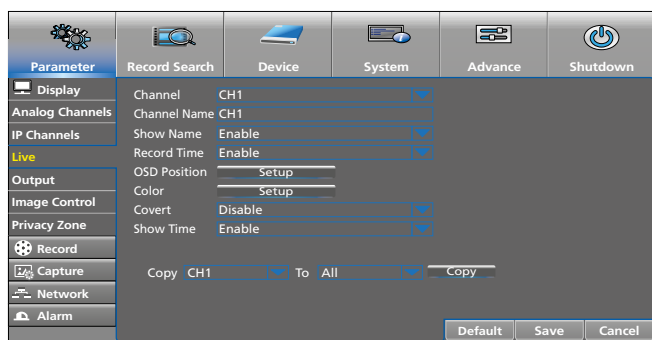 Parameter
Record Search
Device
System
Advance
Shutdown
Display
Analog Channels
IP Channels
Live
Output
Image Control
Privacy Zone
Record
Capture
Network
Alarm
Channel CH1
Channel Name CH1
Show Name Enable
Record Time Enable
OSD Position Setup
Color Setup
Covert Disable
Show Time Enable
Copy CH1 To All Copy
Default Save Cancel